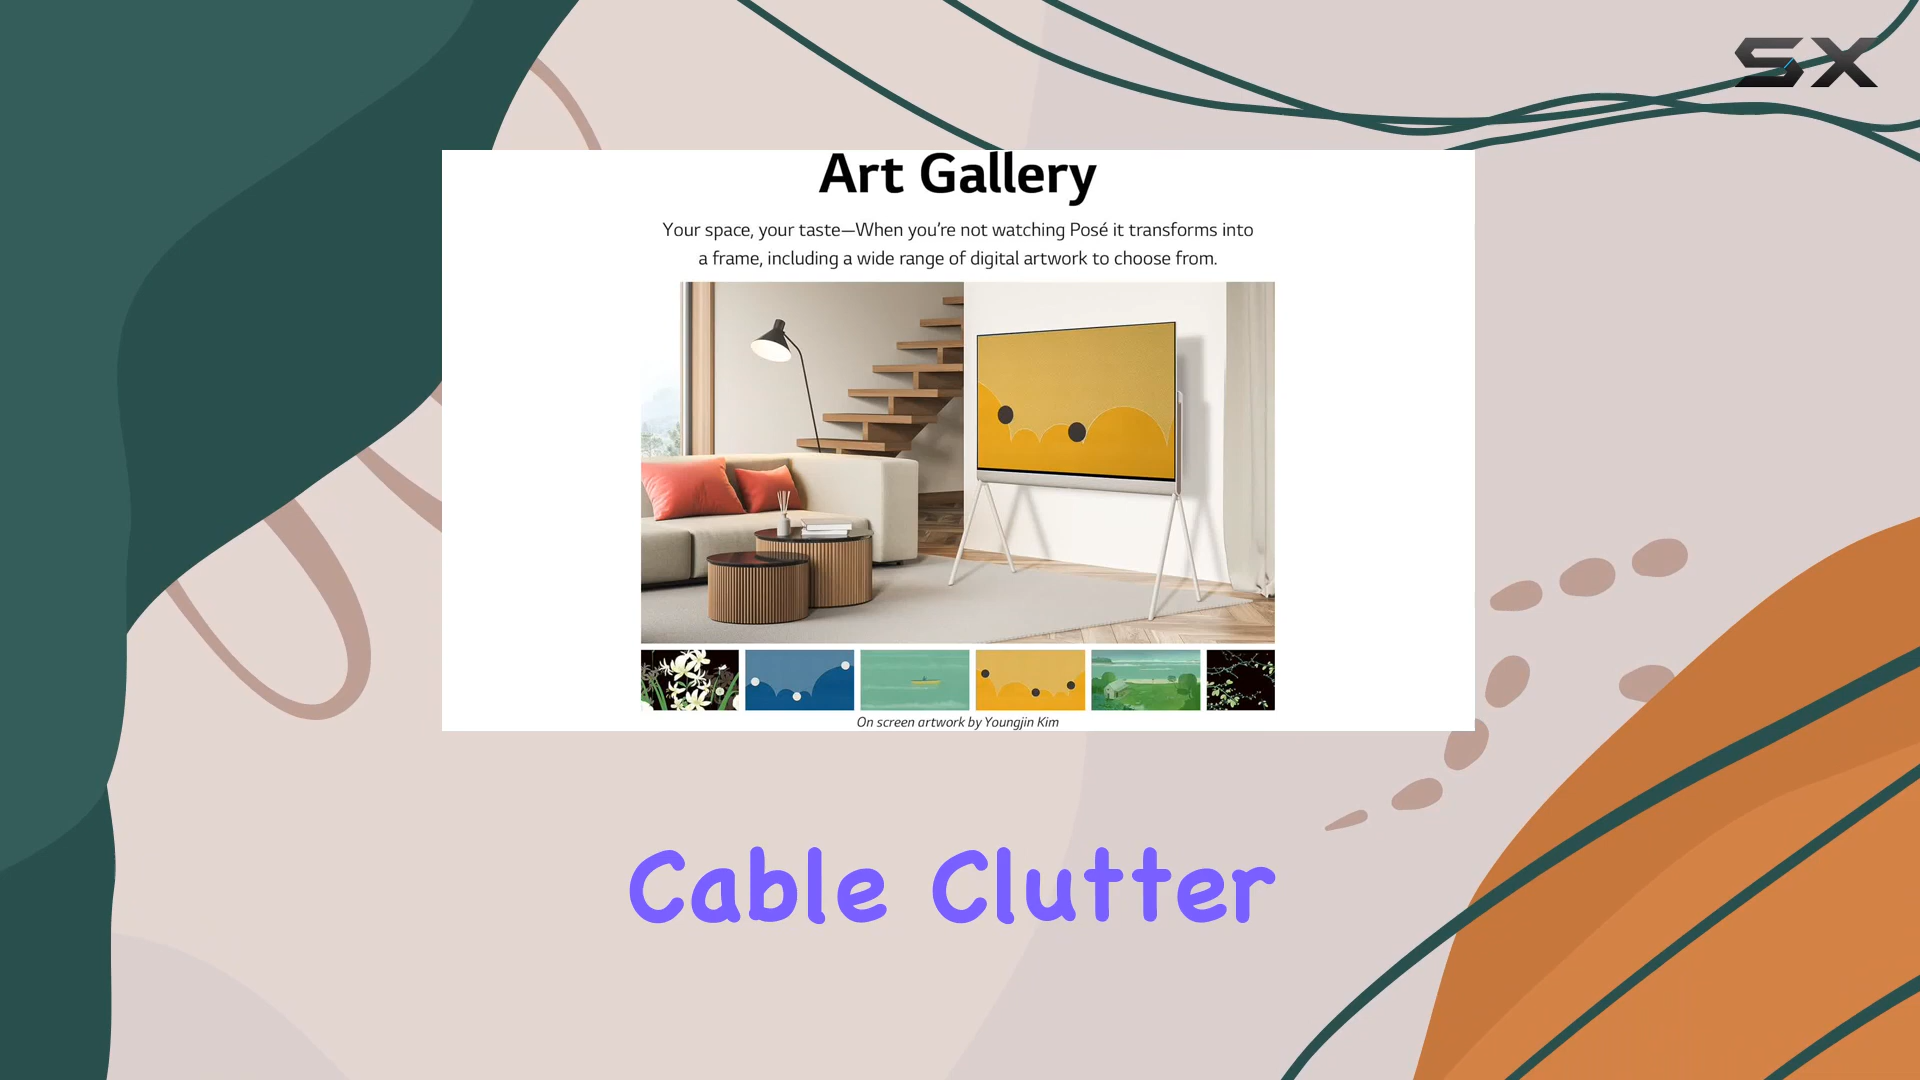 SX
Art Gallery
Your space, your taste—When you're not watching Posé it transforms into
a frame, including a wide range of digital artwork to choose from.
On screen artwork by Youngjin Kim
Cable Clutter